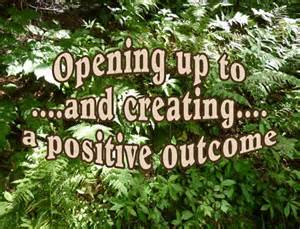 Opening up to
....and creating....
a positive outcome